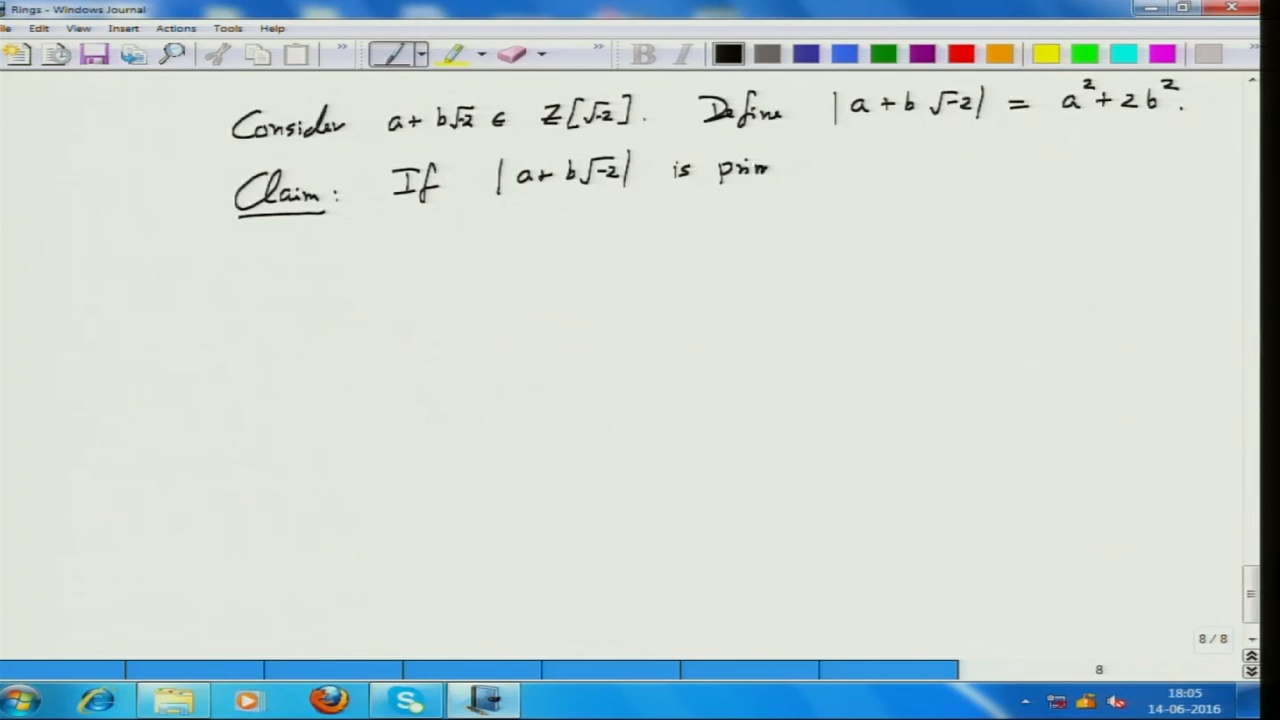 Rings - Windows Journal
Edit View Insert Actions Tools Help
Consider a + b√-2 ∈ Z[√-2]. Define |a + b √-2| = a² + 2b².
Claim: If |a + b√-2| is prim
8 / 8
8
18:05
14-06-2016